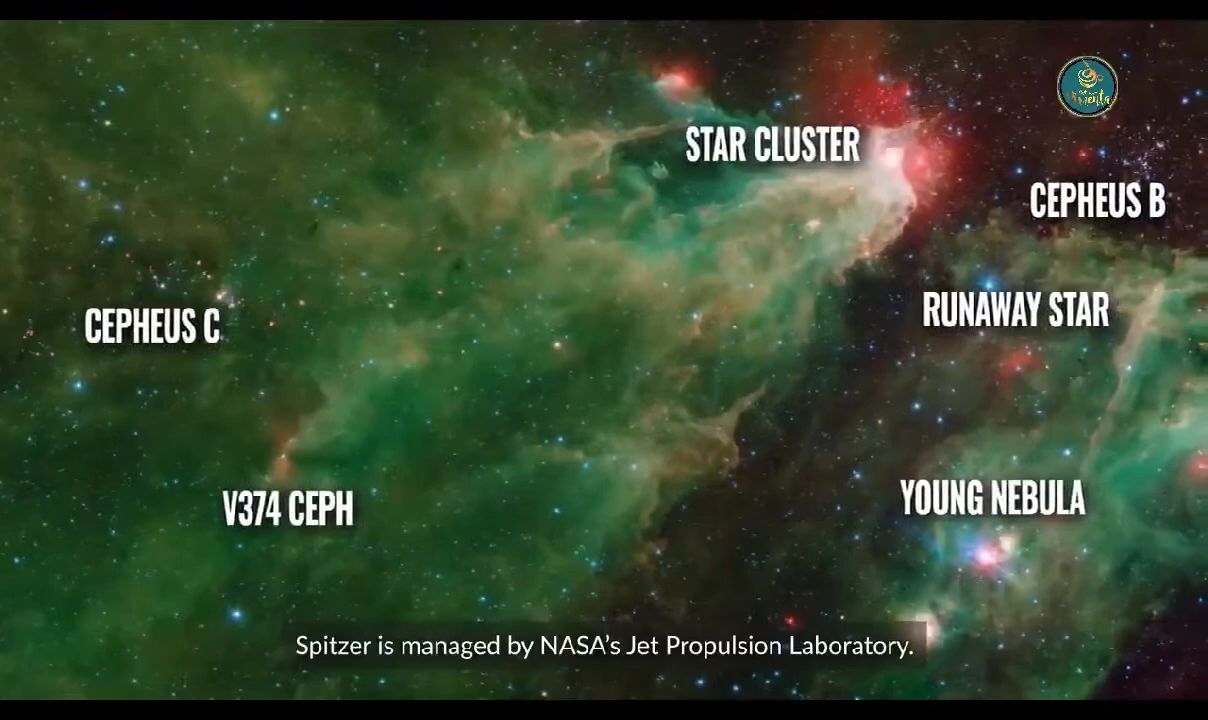 STAR CLUSTER
CEPHEUS B
RUNAWAY STAR
CEPHEUS C
YOUNG NEBULA
V374 CEPH
Spitzer is managed by NASA's Jet Propulsion Laboratory.